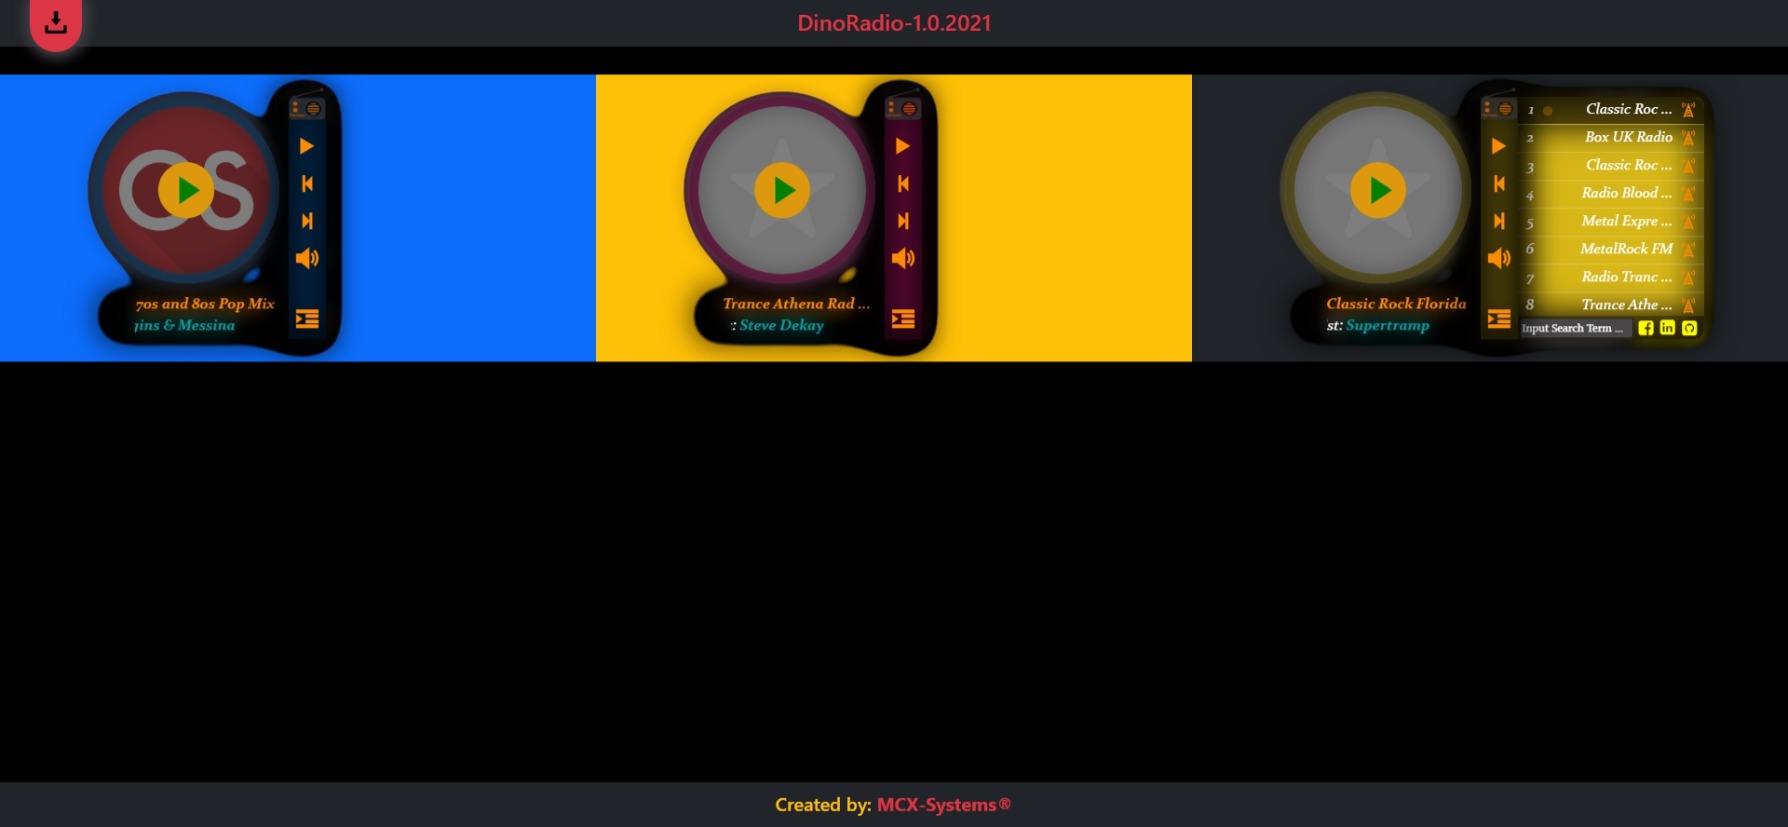 DinoRadio-1.0.2021
70s and 80s Pop Mix
gins & Messina
Trance Athena Rad ...
: Steve Dekay
Classic Rock Florida
st: Supertramp
1 Classic Roc ...
2 Box UK Radio
3 Classic Roc ...
4 Radio Blood ...
5 Metal Expre ...
6 MetalRock FM
7 Radio Tranc ...
8 Trance Athe ...
Input Search Term ...
Created by: MCX-Systems®